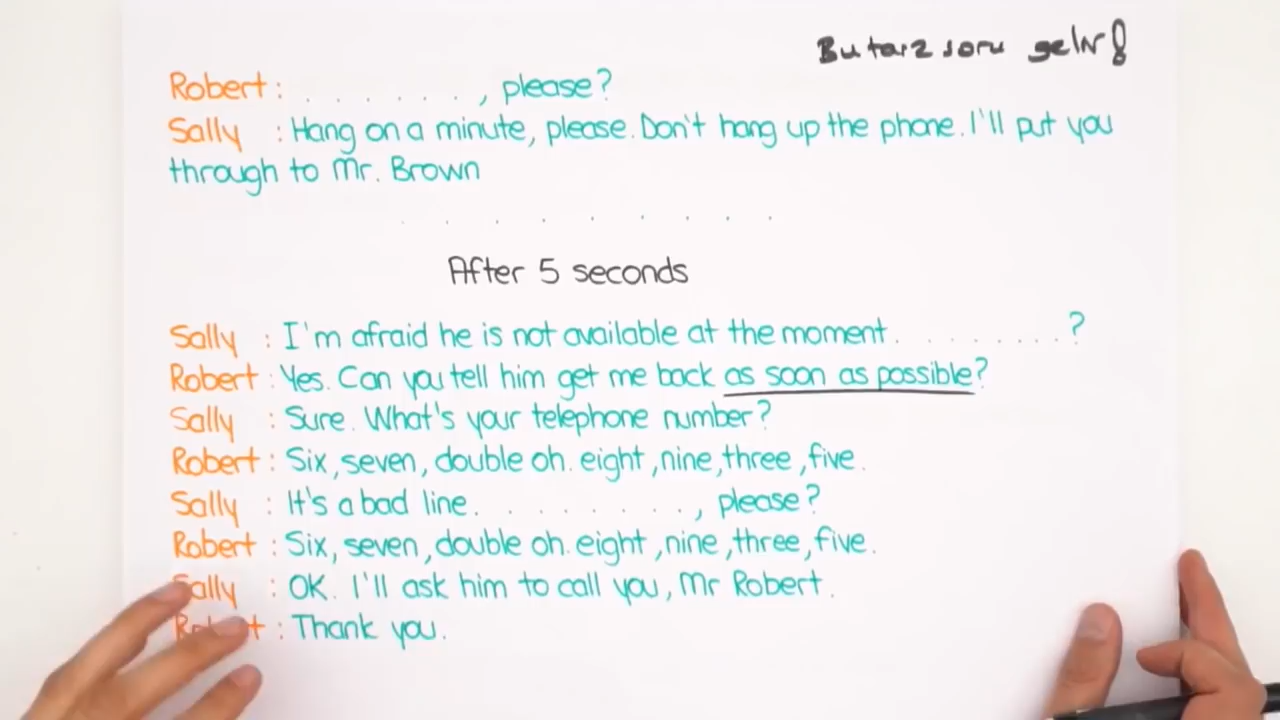 Bu tarz soru gelir!
Robert: . . . . . . . , please?
Sally : Hang on a minute, please. Don't hang up the phone. I'll put you
through to Mr. Brown
. . . . . . . . .
After 5 seconds
Sally : I'm afraid he is not available at the moment. . . . . . . . ?
Robert: Yes. Can you tell him get me back as soon as possible?
Sally : Sure. What's your telephone number?
Robert: Six, seven, double oh. eight, nine, three, five.
Sally : It's a bad line. . . . . . . . , please?
Robert: Six, seven, double oh. eight, nine, three, five.
Sally : OK. I'll ask him to call you, Mr Robert.
Robert: Thank you.